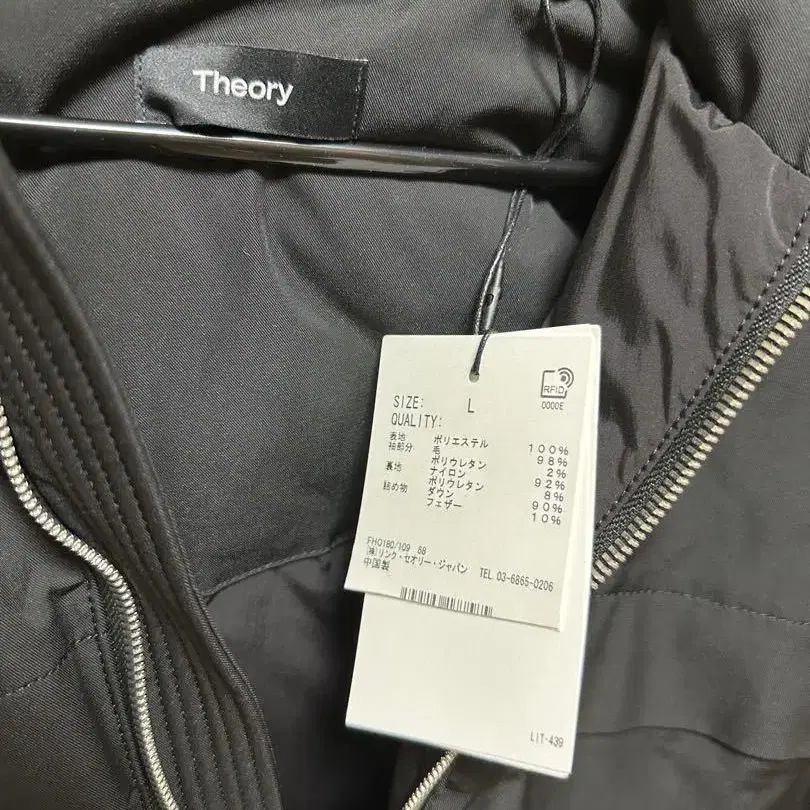 Theory
SIZE: L
RFID
0000E
QUALITY:
表地 ポリエステル 100%
袖部分 毛 98%
ポリウレタン 2%
裏地 ナイロン 92%
ポリウレタン 8%
詰め物 ダウン 90%
フェザー 10%
FHO180/109 68
(株)リンク・セオリー・ジャパン
中国製 TEL 03-6865-0206
LIT-439